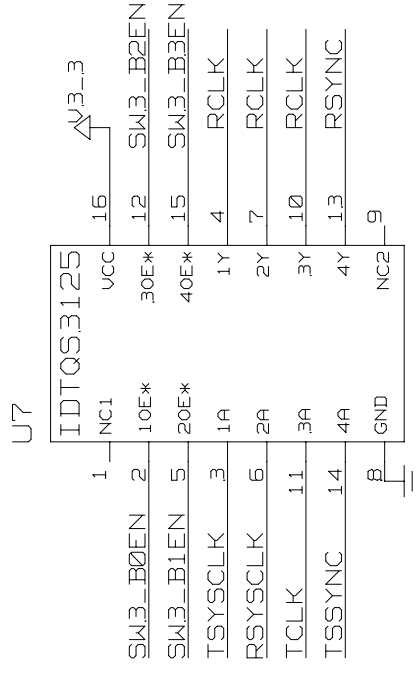 U7
IDTQS3125
V3_3
1 NC1 VCC 16
SW3_B0EN 2 1OE* 3OE* 12 SW3_B2EN
SW3_B1EN 5 2OE* 4OE* 15 SW3_B3EN
TSYSCLK 3 1A 1Y 4 RCLK
RSYSCLK 6 2A 2Y 7 RCLK
TCLK 11 3A 3Y 10 RCLK
TSSYNC 14 4A 4Y 13 RSYNC
8 GND NC2 9